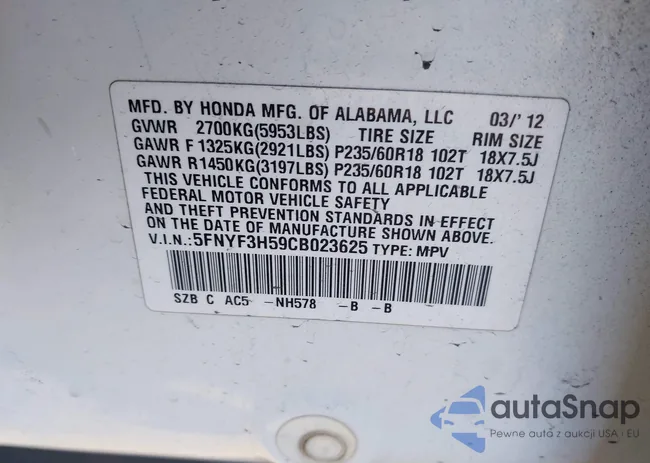 MFD. BY HONDA MFG. OF ALABAMA, LLC 03/' 12
GVWR 2700KG(5953LBS) TIRE SIZE RIM SIZE
GAWR F 1325KG(2921LBS) P235/60R18 102T 18X7.5J
GAWR R1450KG(3197LBS) P235/60R18 102T 18X7.5J
THIS VEHICLE CONFORMS TO ALL APPLICABLE
FEDERAL MOTOR VEHICLE SAFETY
AND THEFT PREVENTION STANDARDS IN EFFECT
ON THE DATE OF MANUFACTURE SHOWN ABOVE.
V.I.N.:5FNYF3H59CB023625 TYPE: MPV
SZB C AC5 -NH578 -B -B
autaSnap
Pewne auta z aukcji USA i EU